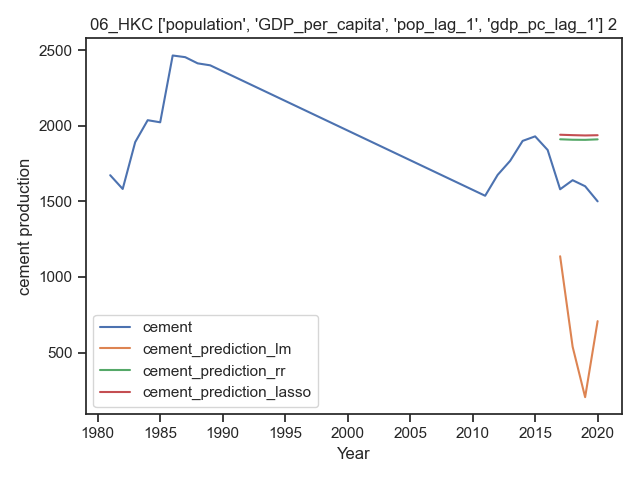 06_HKC ['population', 'GDP_per_capita', 'pop_lag_1', 'gdp_pc_lag_1'] 2
2500
2000
1500
1000
500
cement production
cement
cement_prediction_lm
cement_prediction_rr
cement_prediction_lasso
1980 1985 1990 1995 2000 2005 2010 2015 2020
Year